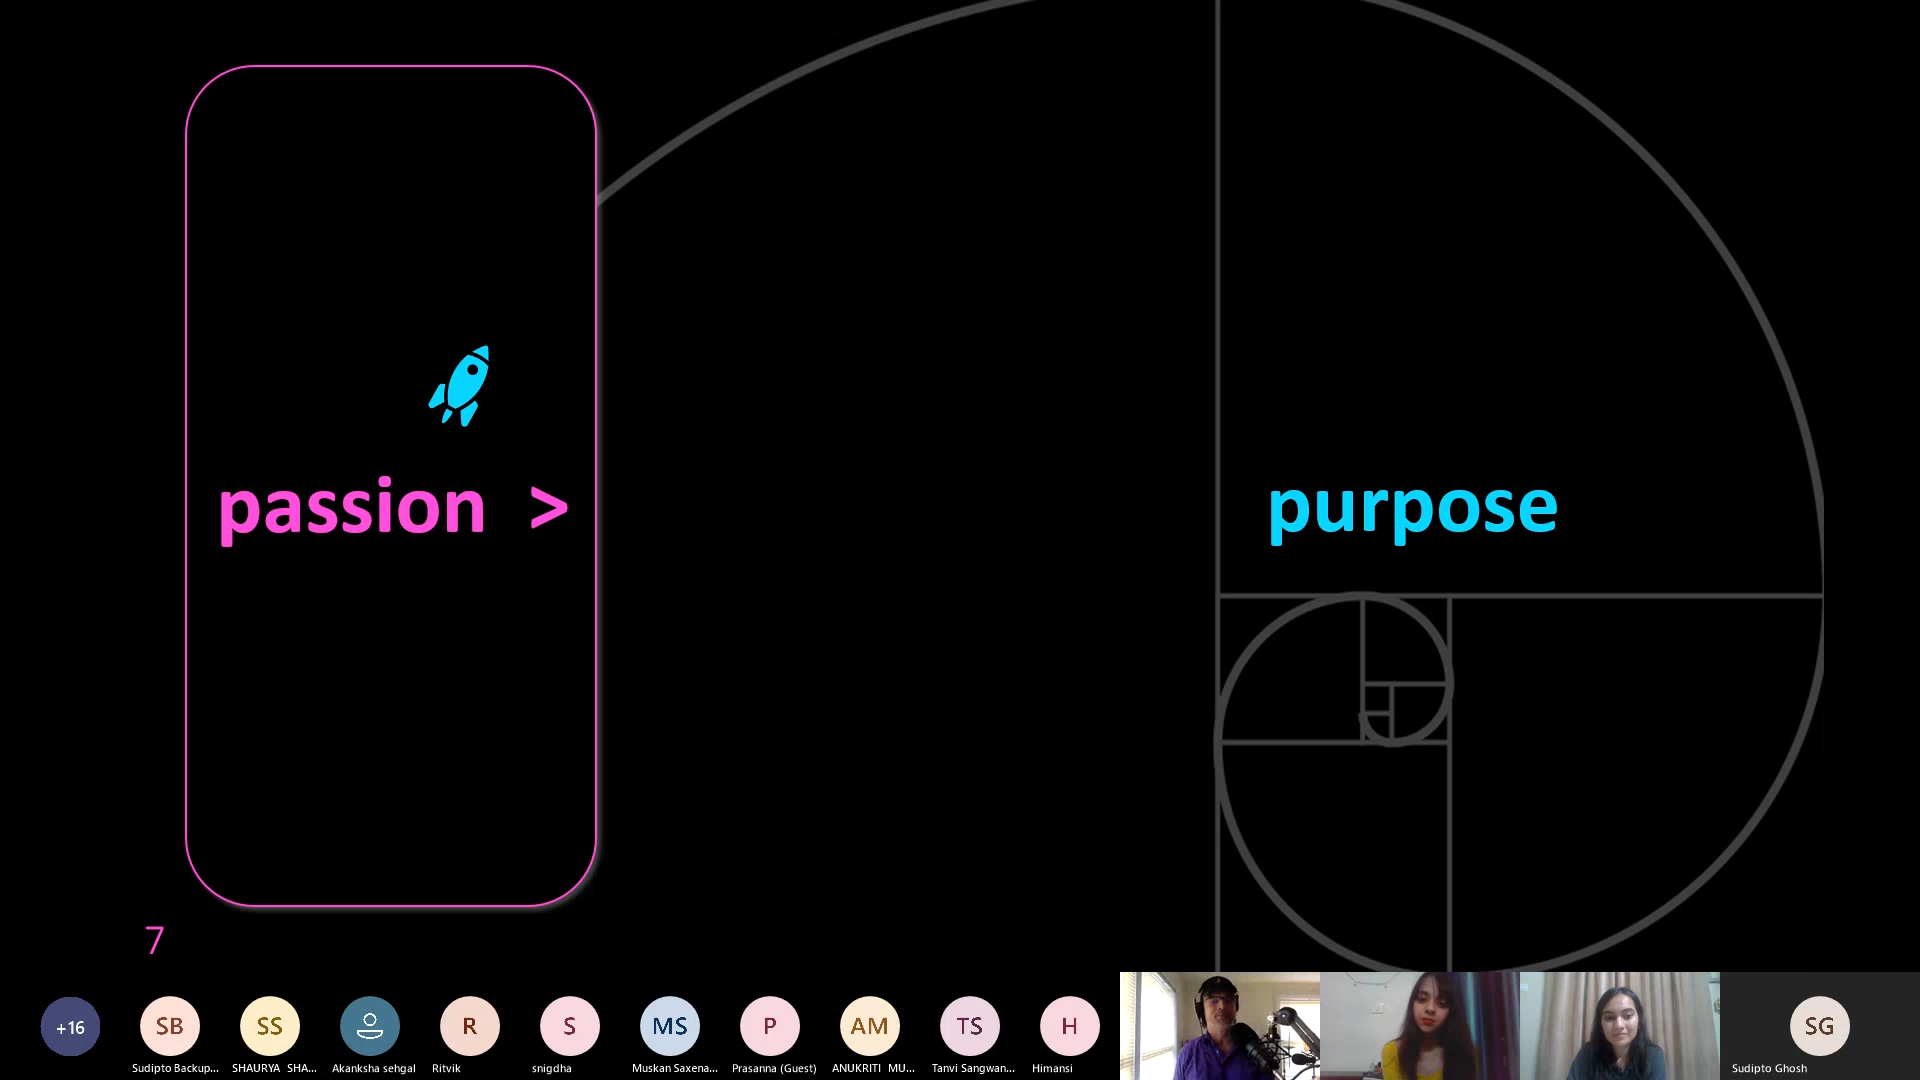 passion >
purpose
7
+16
SB
SS
R
S
MS
P
AM
TS
H
SG
Sudipto Backup...
SHAURYA SHA...
Akanksha sehgal
Ritvik
snigdha
Muskan Saxena...
Prasanna (Guest)
ANUKRITI MU...
Tanvi Sangwan...
Himansi
Sudipto Ghosh